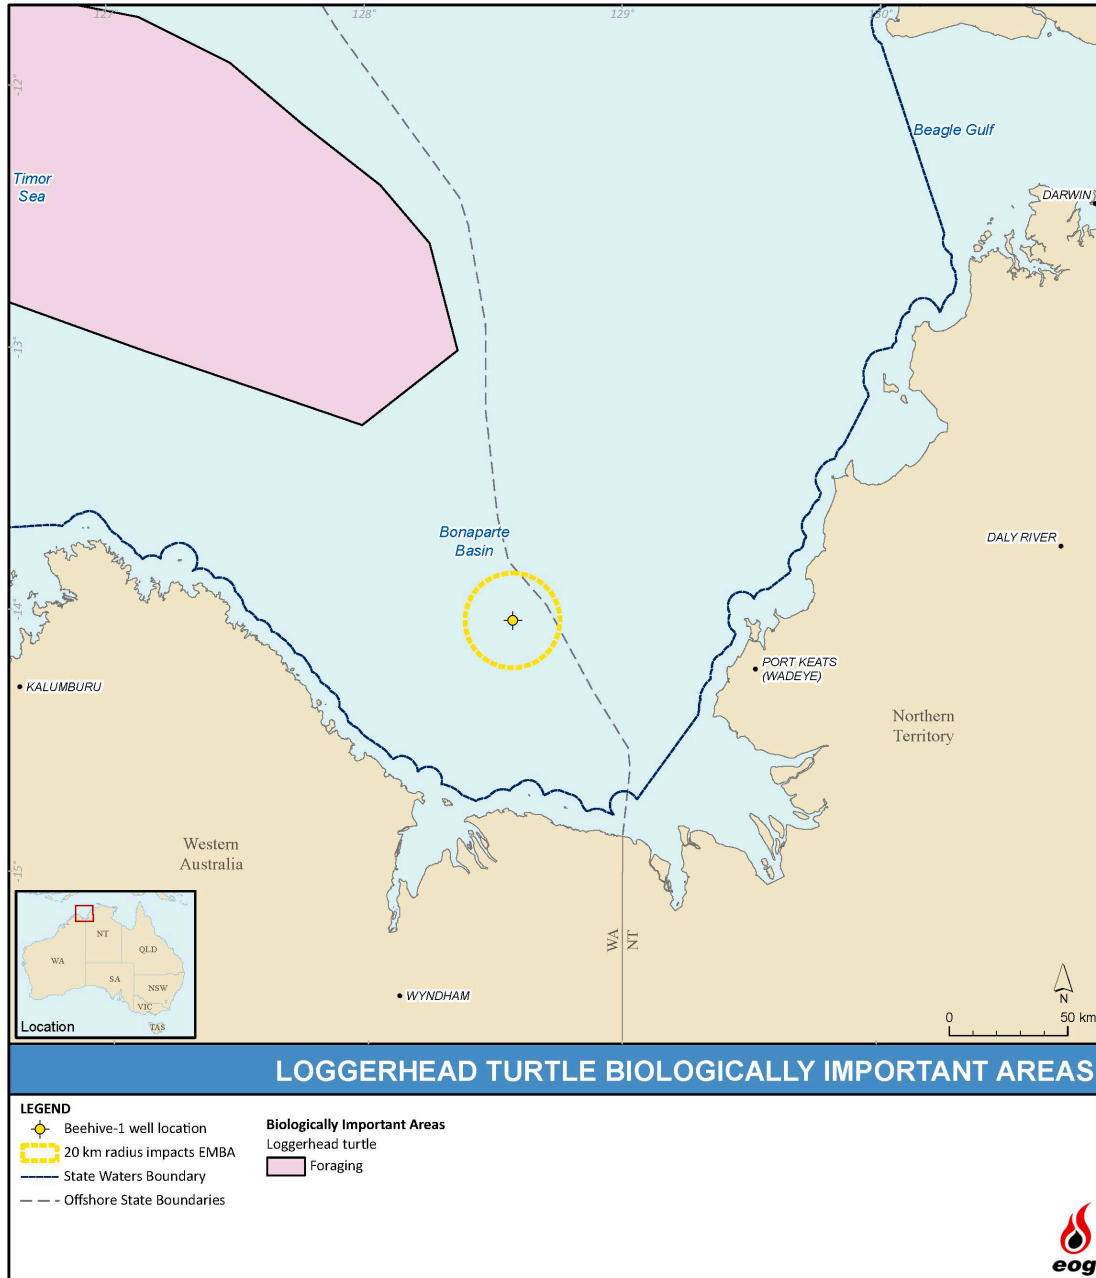 127°
128°
129°
130°
-12°
Beagle Gulf
Timor
Sea
DARWIN
-13°
Bonaparte
Basin
DALY RIVER
-14°
PORT KEATS
(WADEYE)
KALUMBURU
Northern
Territory
Western
Australia
-15°
WA
NT
NT
QLD
WA
SA
NSW
VIC
TAS
Location
WYNDHAM
N
0
50 km
LOGGERHEAD TURTLE BIOLOGICALLY IMPORTANT AREAS
LEGEND
Beehive-1 well location
20 km radius impacts EMBA
State Waters Boundary
Offshore State Boundaries
Biologically Important Areas
Loggerhead turtle
Foraging
eog